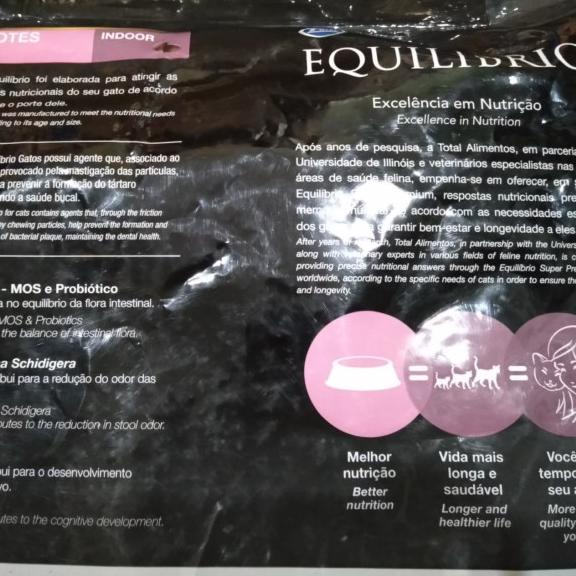 OTES INDOOR
uilíbrio foi elaborada para atingir as
s nutricionais do seu gato de acordo
e o porte dele.
was manufactured to meet the nutritional needs
ing to its age and size.
brio Gatos possui agente que, associado ao
provocado pela mastigação das partículas,
a prevenir a formação do tártaro
ndo a saúde bucal.
o for cats contains agents that, through the friction
by chewing particles, help prevent the formation and
of bacterial plaque, maintaining the dental health.
- MOS e Probiótico
a no equilíbrio da flora intestinal.
MOS & Probiotics
the balance of intestinal flora.
a Schidigera
bui para a redução do odor das
Schidigera
butes to the reduction in stool odor.
bui para o desenvolvimento
vo.
utes to the cognitive development.
EQUILÍBRIO
Excelência em Nutrição
Excellence in Nutrition
Após anos de pesquisa, a Total Alimentos, em parceria
Universidade de Illinóis e veterinários especialistas nas
áreas de saúde felina, empenha-se em oferecer, em
Equilíbrio respostas nutricionais pre
acordo com as necessidades es
dos garantir bem-estar e longevidade a eles.
After years Total Alimentos, in partnership with the Univers
along with experts in various fields of feline nutrition, is c
providing precise nutritional answers through the Equilíbrio Super Pre
worldwide, according to the specific needs of cats in order to ensure the
and longevity.
= =
Melhor
nutrição
Better
nutrition
Vida mais
longa e
saudável
Longer and
healthier life
Você
tempo
seu a
More
quality
yo